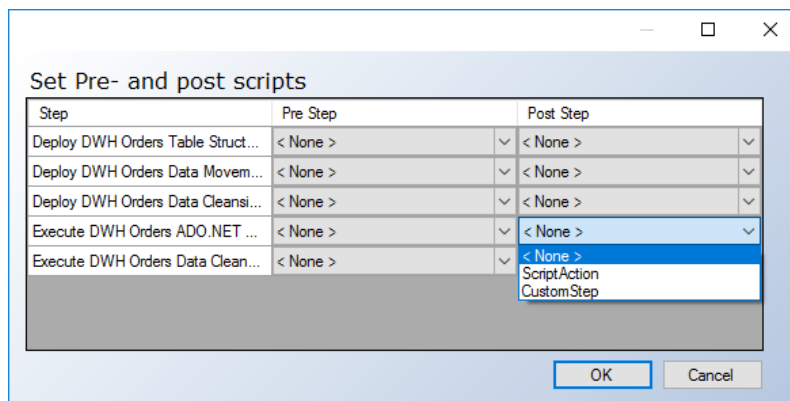 Set Pre- and post scripts
Step Pre Step Post Step
Deploy DWH Orders Table Struct... < None > < None >
Deploy DWH Orders Data Movem... < None > < None >
Deploy DWH Orders Data Cleansi... < None > < None >
Execute DWH Orders ADO.NET ... < None > < None >
Execute DWH Orders Data Clean... < None > < None >
ScriptAction
CustomStep
OK Cancel